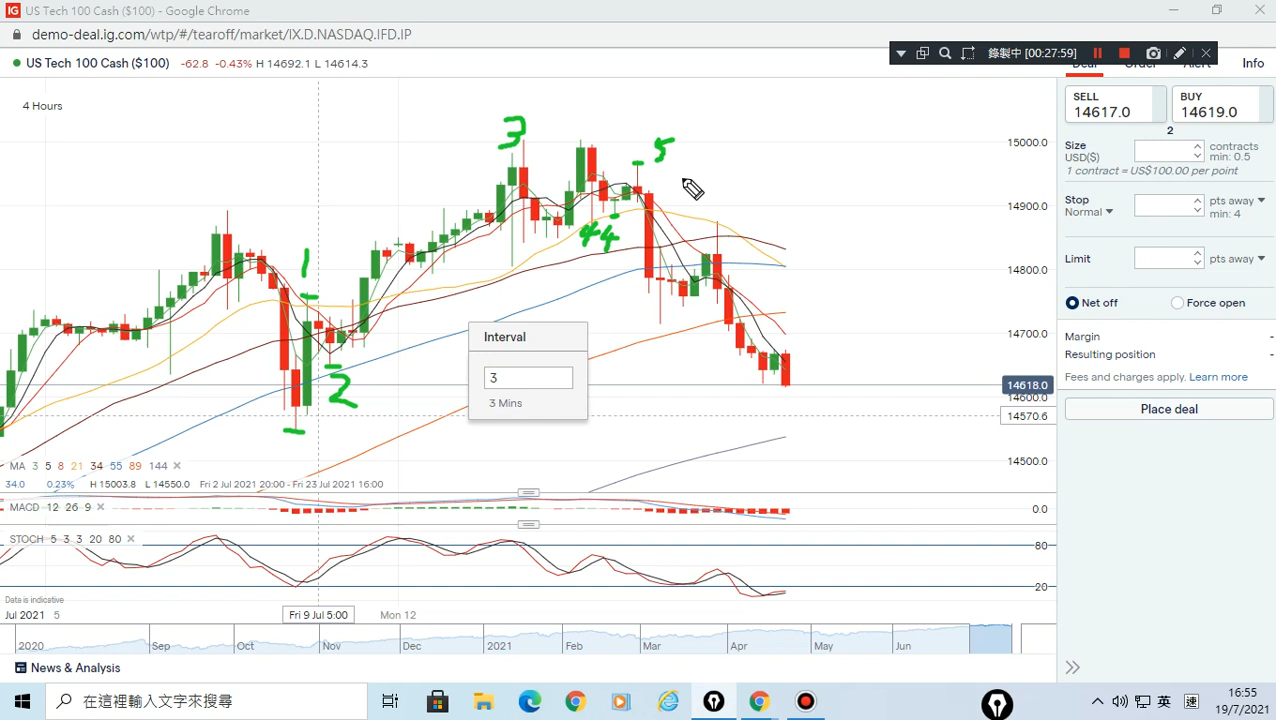 IG US Tech 100 Cash ($100) - Google Chrome
demo-deal.ig.com/wtp/#/tearoff/market/IX.D.NASDAQ.IFD.IP
US Tech 100 Cash ($100) -12.8 -0.43% H 14692.1 L 14614.3
錄製中 [00:27:59]
Deal Order Alert Info
4 Hours
SELL
14617.0
BUY
14619.0
2
Size
USD($)
contracts
min: 0.5
1 contract = US$100.00 per point
Stop
Normal
pts away
min: 4
Limit
pts away
Net off
Force open
Margin -
Resulting position -
Fees and charges apply. Learn more
Place deal
15000.0
14900.0
14800.0
14700.0
14618.0
14600.0
14570.6
14500.0
1
2
3
4 4
5
Interval
3
3 Mins
MA 3 5 8 21 34 55 89 144
34.0 0.23% H 15003.8 L 14550.0 Fri 2 Jul 2021 20:00 - Fri 23 Jul 2021 16:00
MACD 12 26 9
0.0
STOCH 5 3 3 20 80
80
20
Data is indicative
Jul 2021 5 Fri 9 Jul 5:00 Mon 12
2020 Sep Oct Nov Dec 2021 Feb Mar Apr May Jun
News & Analysis
在這裡輸入文字來搜尋
英
速
16:55
19/7/2021